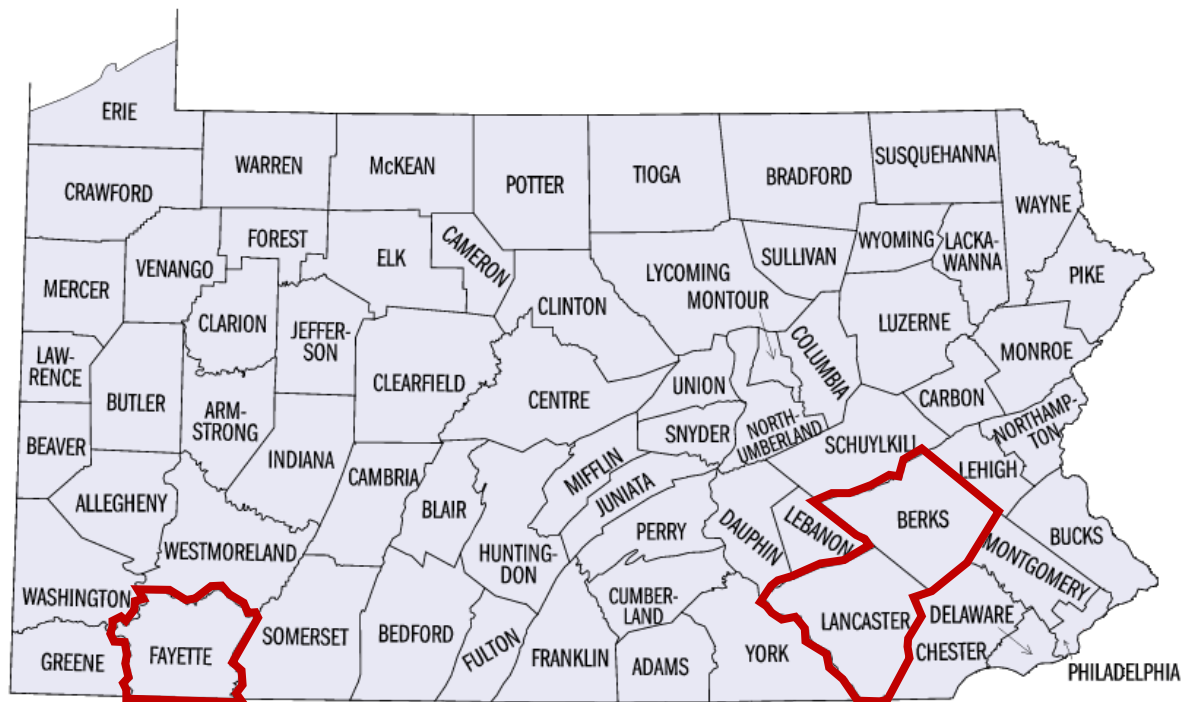 ERIE
WARREN
McKEAN
POTTER
TIOGA
BRADFORD
SUSQUEHANNA
CRAWFORD
WAYNE
FOREST
ELK
CAMERON
WYOMING
LACKA-
WANNA
SULLIVAN
VENANGO
LYCOMING
PIKE
MERCER
MONTOUR
CLINTON
CLARION
JEFFER-
SON
LUZERNE
COLUMBIA
MONROE
LAW-
RENCE
CLEARFIELD
UNION
CENTRE
CARBON
BUTLER
ARM-
STRONG
NORTHAMP-
TON
SNYDER
NORTH-
UMBERLAND
SCHUYLKILL
BEAVER
INDIANA
MIFFLIN
LEHIGH
CAMBRIA
JUNIATA
ALLEGHENY
BLAIR
PERRY
DAUPHIN
LEBANON
BERKS
BUCKS
WESTMORELAND
HUNTING-
DON
MONTGOMERY
WASHINGTON
CUMBER-
LAND
LANCASTER
DELAWARE
SOMERSET
BEDFORD
FULTON
GREENE
FAYETTE
FRANKLIN
ADAMS
YORK
CHESTER
PHILADELPHIA